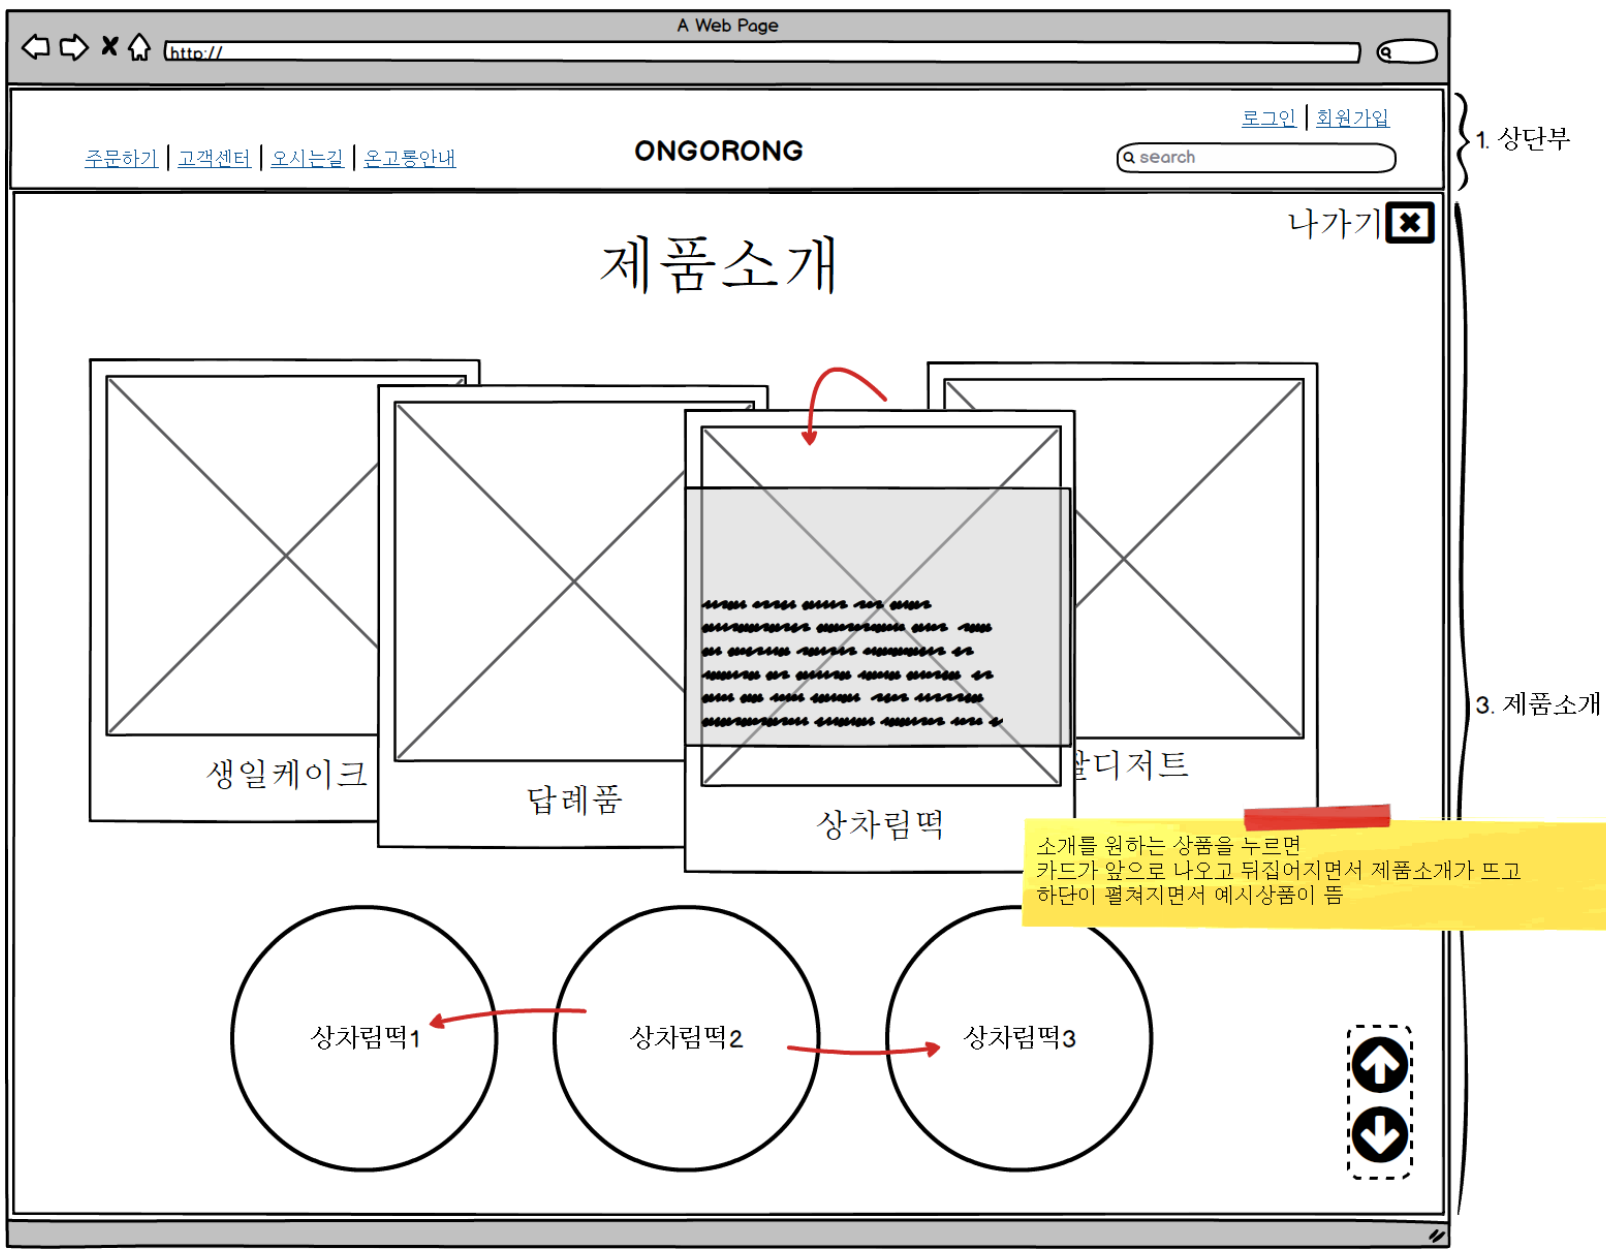 A Web Page
http://
로그인 | 회원가입
주문하기 | 고객센터 | 오시는길 | 온고롱안내
ONGORONG
search
1. 상단부
나가기
제품소개
생일케이크
답례품
상차림떡
디저트
3. 제품소개
소개를 원하는 상품을 누르면
카드가 앞으로 나오고 뒤집어지면서 제품소개가 뜨고
하단이 펼쳐지면서 예시상품이 뜸
상차림떡1
상차림떡2
상차림떡3